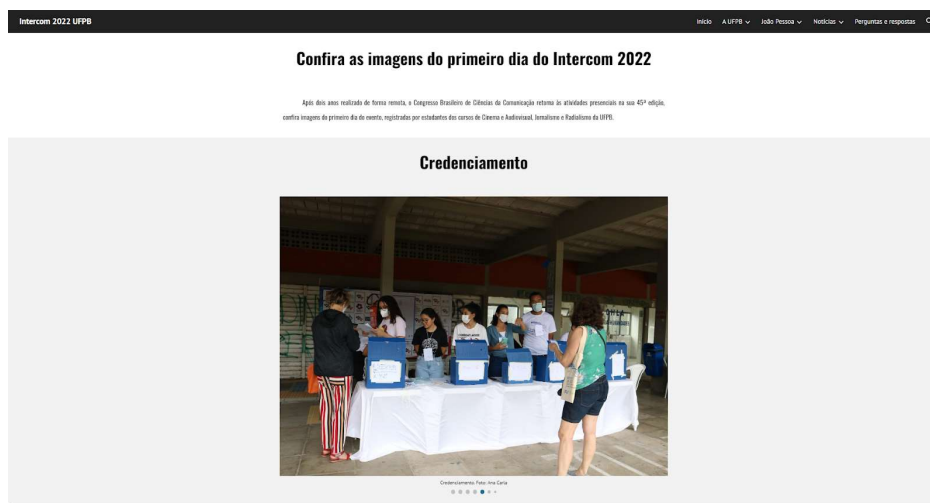 Intercom 2022 UFPB
Início A UFPB João Pessoa Notícias Perguntas e respostas
Confira as imagens do primeiro dia do Intercom 2022
Após dois anos realizado de forma remota, o Congresso Brasileiro de Ciências da Comunicação retoma às atividades presenciais na sua 45ª edição,
confira imagens do primeiro dia de evento, registradas por estudantes dos cursos de Cinema e Audiovisual, Jornalismo e Radialismo da UFPB.
Credenciamento
Credenciamento. Foto: Ana Carla